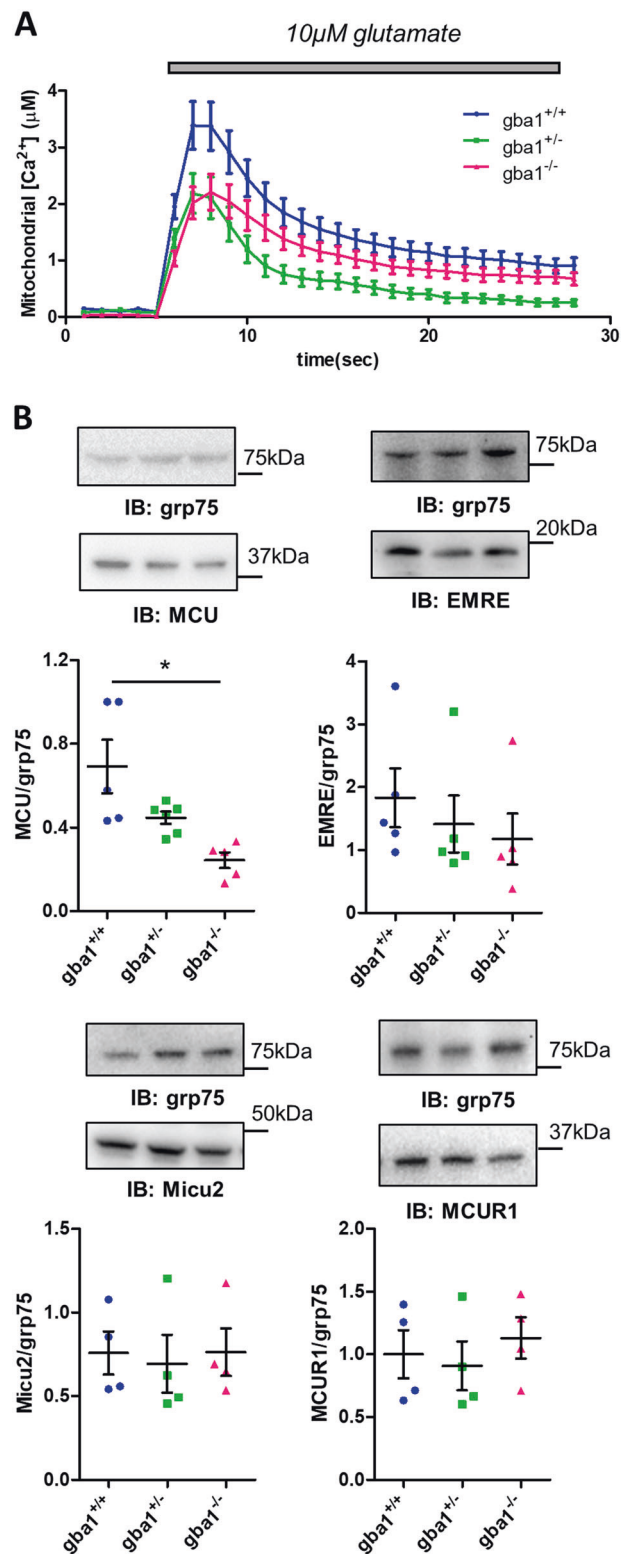 A
10µM glutamate
Mitochondrial [Ca2+] (µM)
4
3
2
1
0
gba1+/+
gba1+/-
gba1-/-
0 10 20 30
time(sec)
B
75kDa
IB: grp75
37kDa
IB: MCU
75kDa
IB: grp75
20kDa
IB: EMRE
MCU/grp75
1.2
0.8
0.4
0.0
*
gba1+/+ gba1+/- gba1-/-
EMRE/grp75
4
3
2
1
0
gba1+/+ gba1+/- gba1-/-
75kDa
IB: grp75
50kDa
IB: Micu2
75kDa
IB: grp75
37kDa
IB: MCUR1
Micu2/grp75
1.5
1.0
0.5
0.0
gba1+/+ gba1+/- gba1-/-
MCUR1/grp75
2.0
1.5
1.0
0.5
0.0
gba1+/+ gba1+/- gba1-/-